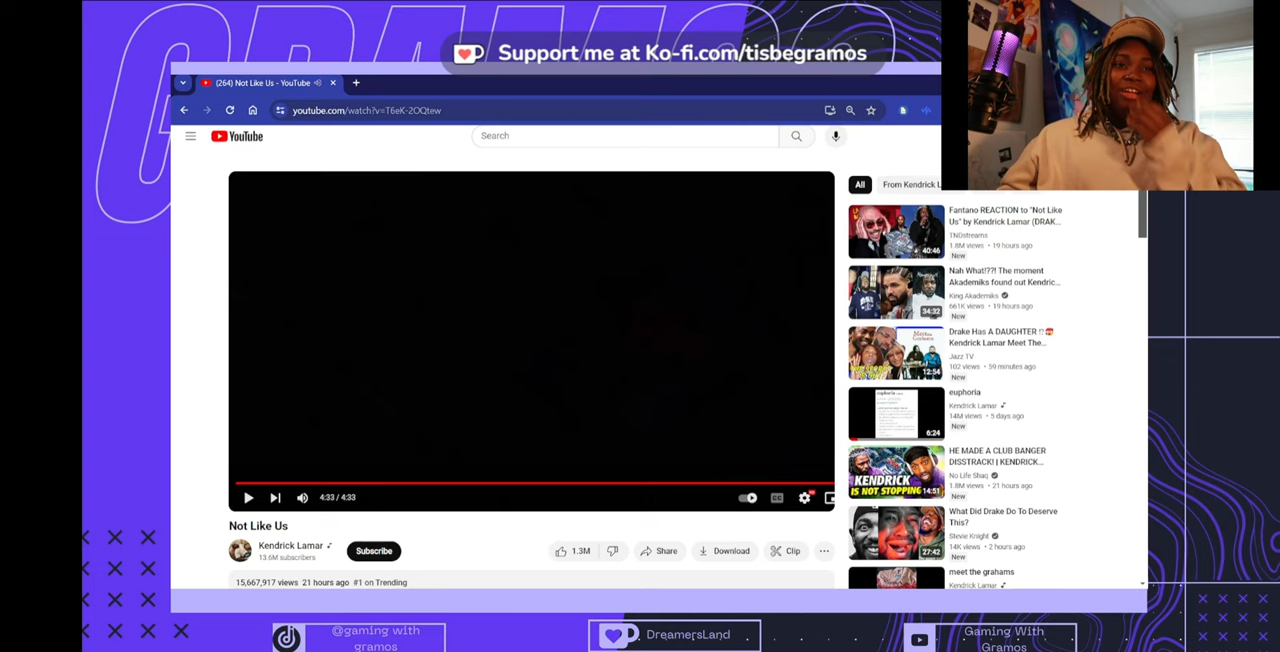 GRAMOS
Support me at Ko-fi.com/tisbegramos
(264) Not Like Us - YouTube
youtube.com/watch?v=T6eK-2OQtew
YouTube
Search
All
From Kendrick L
Fantano REACTION to "Not Like
Us" by Kendrick Lamar (DRAK...
TNDstreams
1.8M views • 19 hours ago
New
40:46
Nah What!??! The moment
Akademiks found out Kendric...
King Akademiks
661K views • 19 hours ago
New
34:32
Drake Has A DAUGHTER !!
Kendrick Lamar Meet The...
Jazz TV
102 views • 59 minutes ago
New
12:54
euphoria
Kendrick Lamar
14M views • 5 days ago
New
euphoria
6:24
HE MADE A CLUB BANGER
DISSTRACK! | KENDRICK...
No Life Shaq
1.8M views • 21 hours ago
New
KENDRICK
IS NOT STOPPING
14:51
What Did Drake Do To Deserve
This?
Stevie Knight
14K views • 2 hours ago
New
27:42
meet the grahams
Kendrick Lamar
4:33 / 4:33
CC
Not Like Us
Kendrick Lamar
13.6M subscribers
Subscribe
1.3M
Share
Download
Clip
15,667,917 views 21 hours ago #1 on Trending
@gaming with
gramos
DreamersLand
Gaming With
Gramos